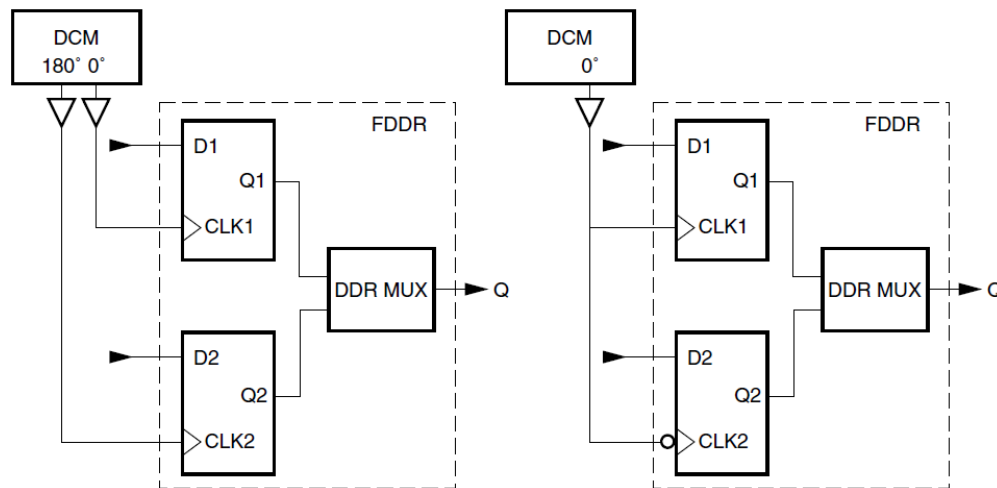 DCM
180˚ 0˚
FDDR
D1
Q1
CLK1
DDR MUX
Q
D2
Q2
CLK2
DCM
0˚
FDDR
D1
Q1
CLK1
DDR MUX
Q
D2
Q2
CLK2